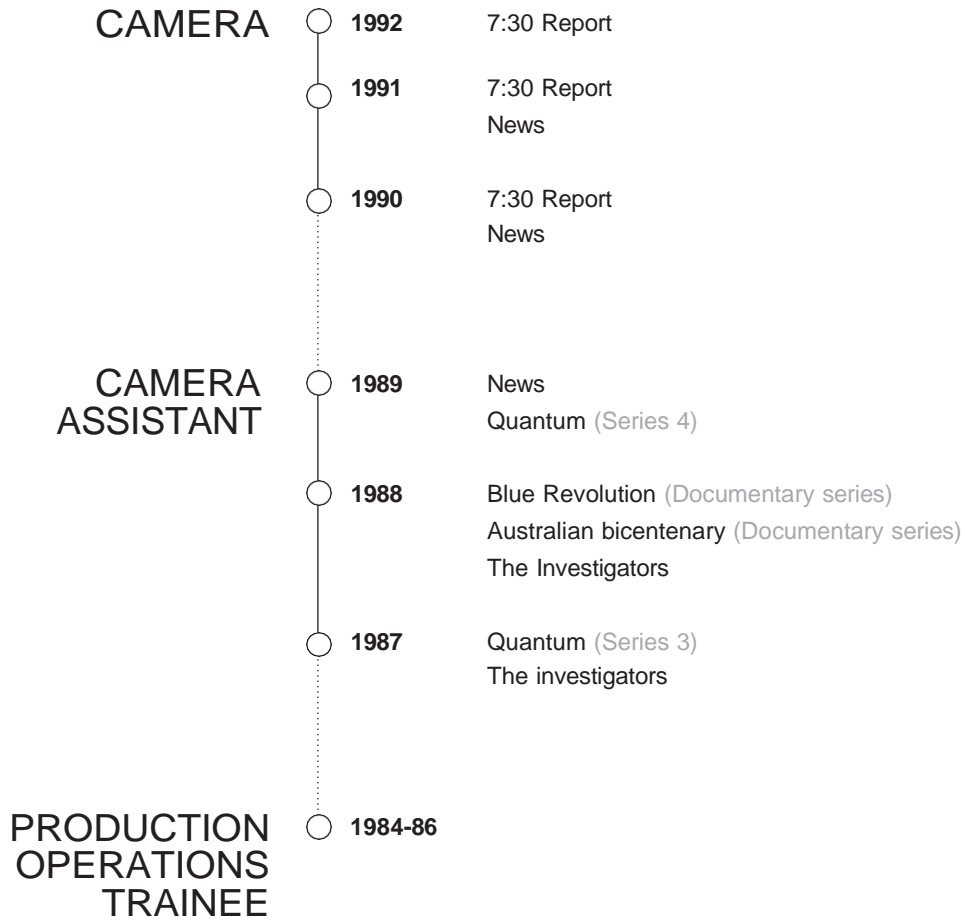 CAMERA 1992 7:30 Report
1991 7:30 Report
News
1990 7:30 Report
News
CAMERA 1989 News
ASSISTANT Quantum (Series 4)
1988 Blue Revolution (Documentary series)
Australian bicentenary (Documentary series)
The Investigators
1987 Quantum (Series 3)
The investigators
PRODUCTION 1984-86
OPERATIONS
TRAINEE